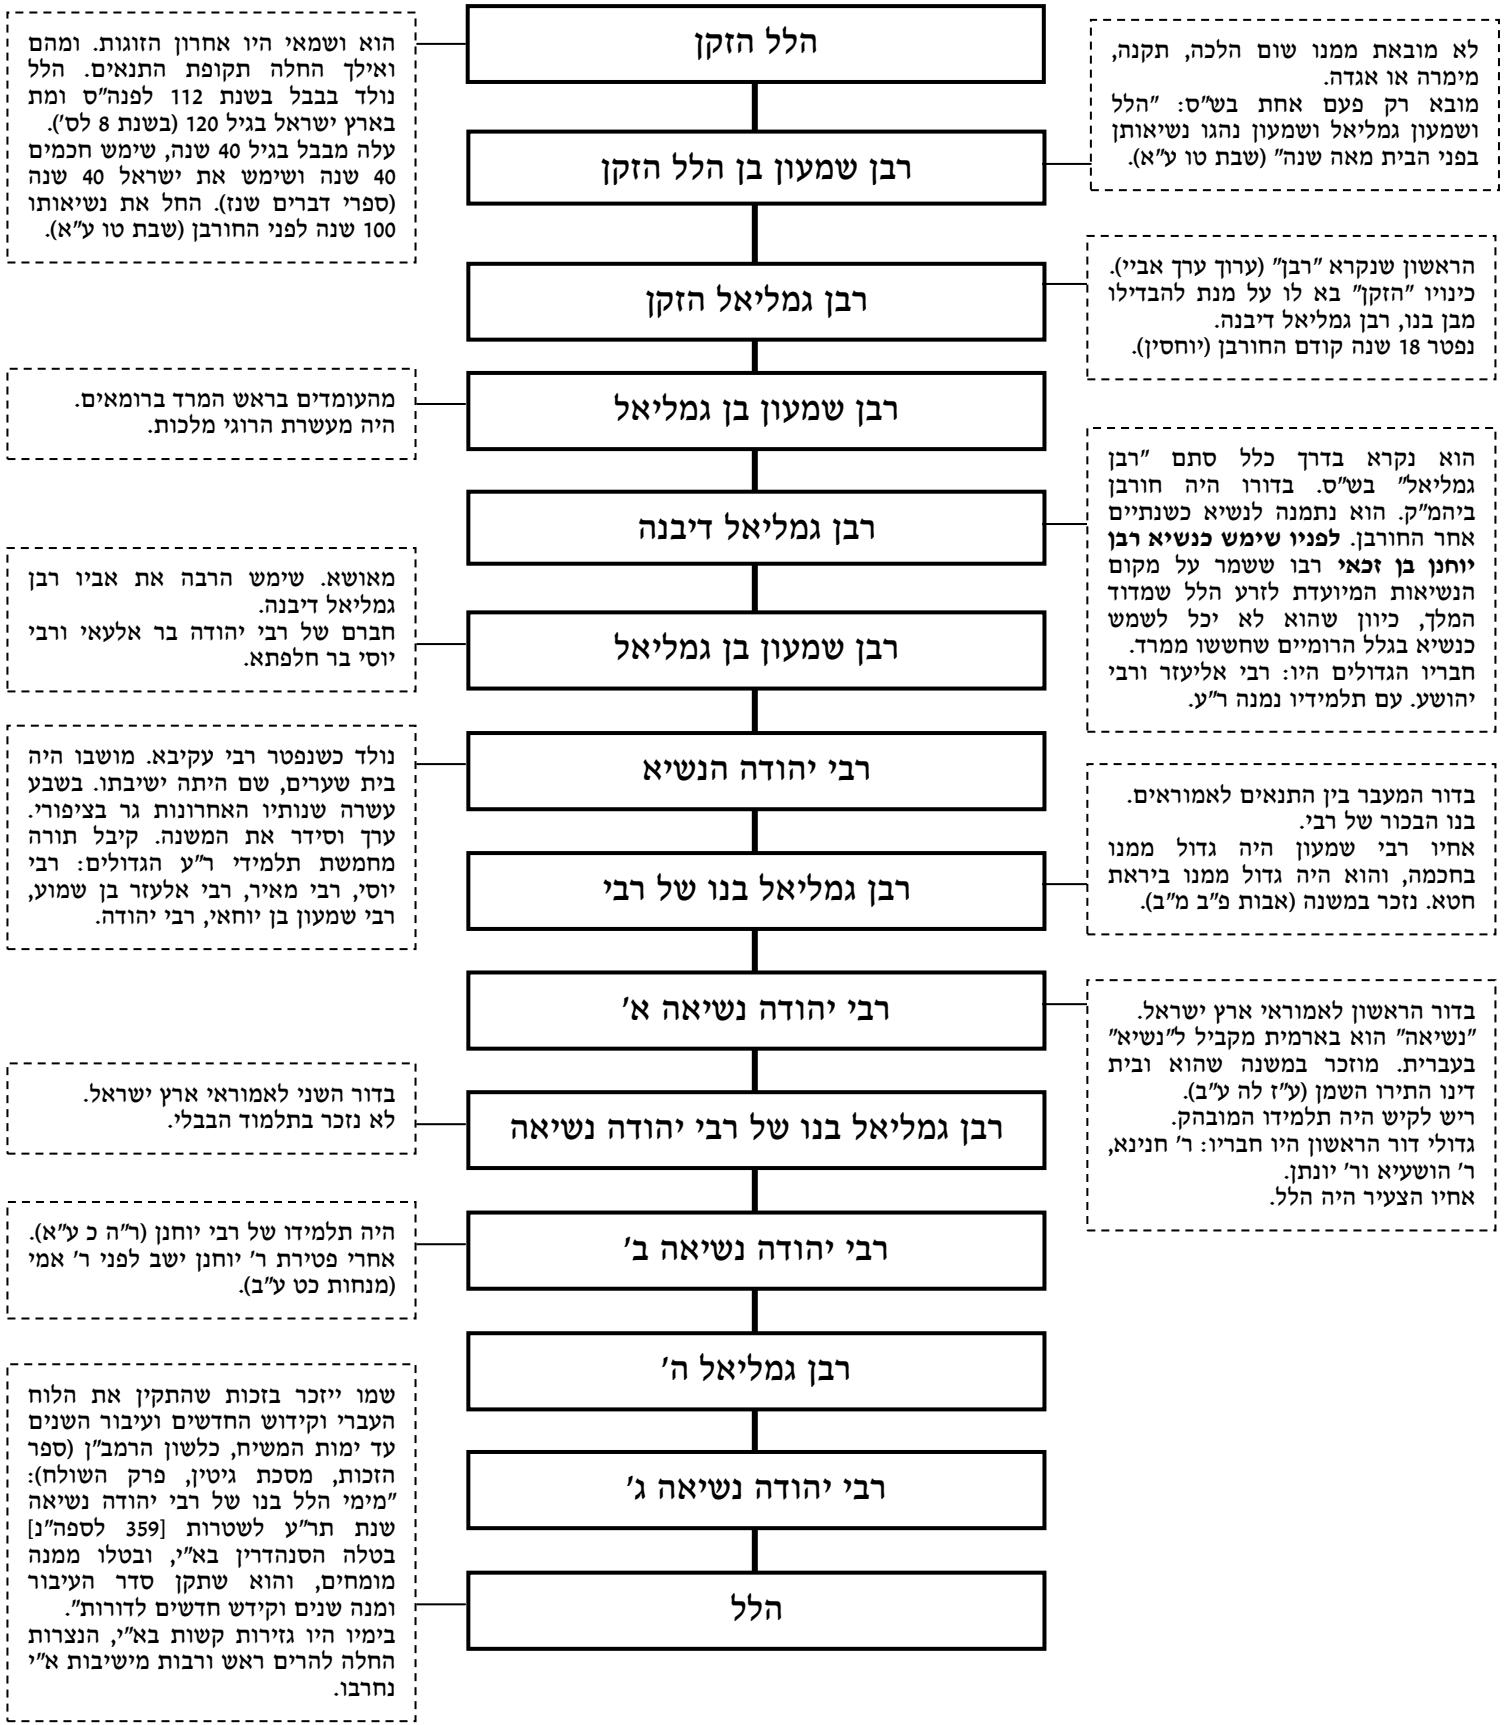 הלל הזקן
הוא ושמאי היו אחרון הזוגות. ומהם
ואילך החלה תקופת התנאים. הלל
נולד בבבל בשנת 112 לפנה"ס ומת
בארץ ישראל בגיל 120 (בשנת 8 לס').
עלה מבבל בגיל 40 שנה, שימש חכמים
40 שנה ושימש את ישראל 40 שנה
(ספרי דברים שנז). החל את נשיאותו
100 שנה לפני החורבן (שבת טו ע"א).
רבן שמעון בן הלל הזקן
לא מובאת ממנו שום הלכה, תקנה,
מימרה או אגדה.
מובא רק פעם אחת בש"ס: "הלל
ושמעון גמליאל ושמעון נהגו נשיאותן
בפני הבית מאה שנה" (שבת טו ע"א).
רבן גמליאל הזקן
הראשון שנקרא "רבן" (ערוך ערך אביי).
כינויו "הזקן" בא לו על מנת להבדילו
מבן בנו, רבן גמליאל דיבנה.
נפטר 18 שנה קודם החורבן (יוחסין).
רבן שמעון בן גמליאל
מהעומדים בראש המרד ברומאים.
היה מעשרת הרוגי מלכות.
רבן גמליאל דיבנה
הוא נקרא בדרך כלל סתם "רבן
גמליאל" בש"ס. בדורו היה חורבן
ביהמ"ק. הוא נתמנה לנשיא כשנתיים
אחר החורבן. לפניו שימש כנשיא רבן
יוחנן בן זכאי רבו ששמר על מקום
הנשיאות המיועדת לזרע הלל שמדוד
המלך, כיוון שהוא לא יכל לשמש
כנשיא בגלל הרומיים שחששו ממרד.
חבריו הגדולים היו: רבי אליעזר ורבי
יהושע. עם תלמידיו נמנה ר"ע.
רבן שמעון בן גמליאל
מאושא. שימש הרבה את אביו רבן
גמליאל דיבנה.
חברם של רבי יהודה בר אלעאי ורבי
יוסי בר חלפתא.
רבי יהודה הנשיא
נולד כשנפטר רבי עקיבא. מושבו היה
בית שערים, שם היתה ישיבתו. בשבע
עשרה שנותיו האחרונות גר בציפורי.
ערך וסידר את המשנה. קיבל תורה
מחמשת תלמידי ר"ע הגדולים: רבי
יוסי, רבי מאיר, רבי אלעזר בן שמוע,
רבי שמעון בן יוחאי, רבי יהודה.
רבן גמליאל בנו של רבי
בדור המעבר בין התנאים לאמוראים.
בנו הבכור של רבי.
אחיו רבי שמעון היה גדול ממנו
בחכמה, והוא היה גדול ממנו ביראת
חטא. נזכר במשנה (אבות פ"ב מ"ב).
רבי יהודה נשיאה א'
בדור הראשון לאמוראי ארץ ישראל.
"נשיאה" הוא בארמית מקביל ל"נשיא"
בעברית. מוזכר במשנה שהוא ובית
דינו התירו השמן (ע"ז לה ע"ב).
ריש לקיש היה תלמידו המובהק.
גדולי דור הראשון היו חבריו: ר' חנינא,
ר' הושעיא ור' יונתן.
אחיו הצעיר היה הלל.
רבן גמליאל בנו של רבי יהודה נשיאה
בדור השני לאמוראי ארץ ישראל.
לא נזכר בתלמוד הבבלי.
רבי יהודה נשיאה ב'
היה תלמידו של רבי יוחנן (ר"ה כ ע"א).
אחרי פטירת ר' יוחנן ישב לפני ר' אמי
(מנחות כט ע"ב).
רבן גמליאל ה'
רבי יהודה נשיאה ג'
הלל
שמו ייזכר בזכות שהתקין את הלוח
העברי וקידוש החדשים ועיבור השנים
עד ימות המשיח, כלשון הרמב"ן (ספר
הזכות, מסכת גיטין, פרק השולח):
"מימי הלל בנו של רבי יהודה נשיאה
שנת תר"ע לשטרות [359 לספה"נ]
בטלה הסנהדרין בא"י, ובטלו ממנה
מומחים, והוא שתקן סדר העיבור
ומנה שנים וקידש חדשים לדורות".
בימיו היו גזירות קשות בא"י, הנצרות
החלה להרים ראש ורבות מישיבות א"י
נחרבו.